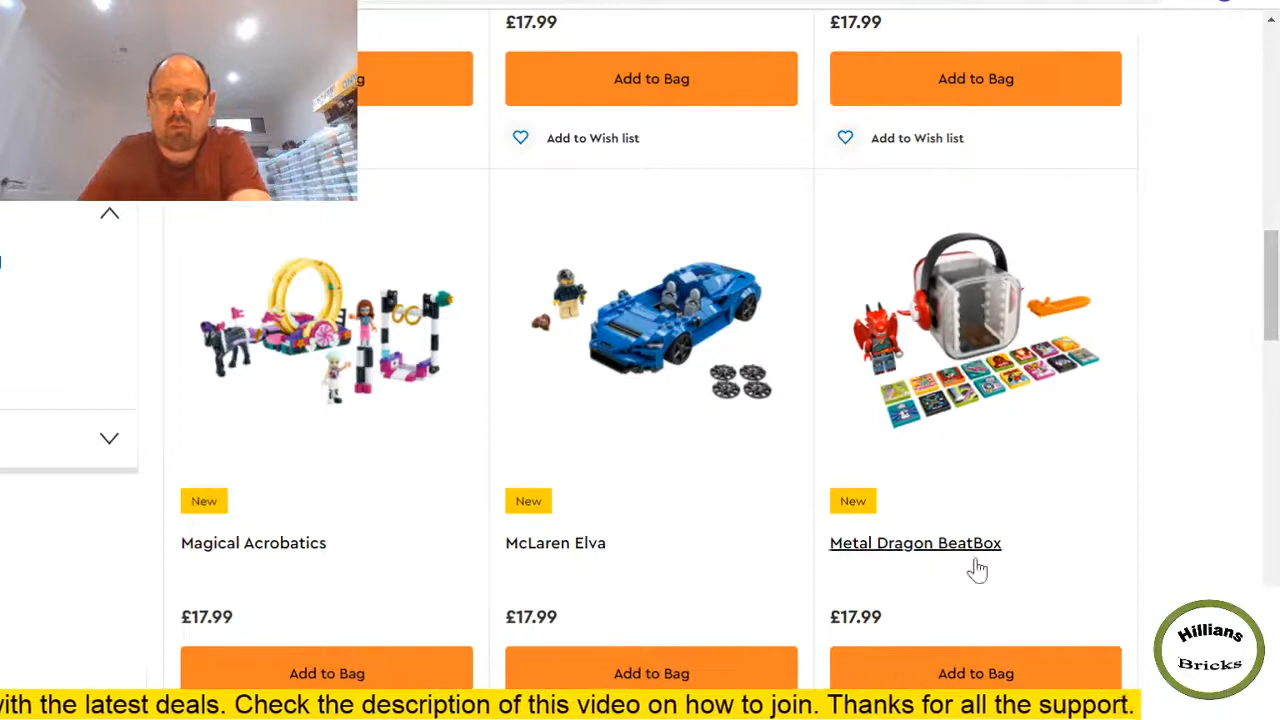 £17.99
£17.99
Add to Bag
Add to Bag
Add to Wish list
Add to Wish list
New
New
New
Magical Acrobatics
McLaren Elva
Metal Dragon BeatBox
£17.99
£17.99
£17.99
Add to Bag
Add to Bag
Add to Bag
Hillians
Bricks
with the latest deals. Check the description of this video on how to join. Thanks for all the support.